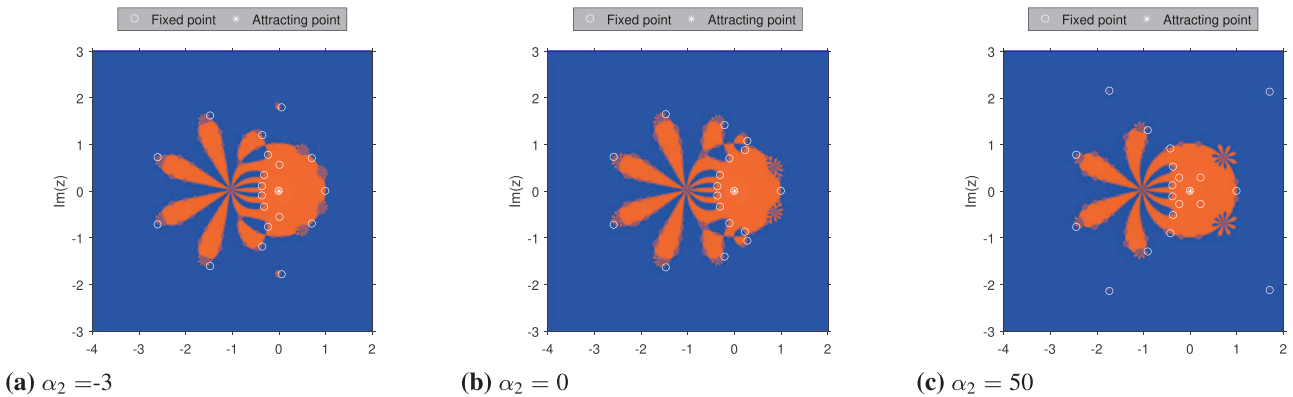 Fixed point Attracting point
3
2
1
0
-1
-2
-3
Im(z)
-4 -3 -2 -1 0 1 2
(a) α₂ =-3
Fixed point Attracting point
3
2
1
0
-1
-2
-3
Im(z)
-4 -3 -2 -1 0 1 2
(b) α₂ = 0
Fixed point Attracting point
3
2
1
0
-1
-2
-3
Im(z)
-4 -3 -2 -1 0 1 2
(c) α₂ = 50